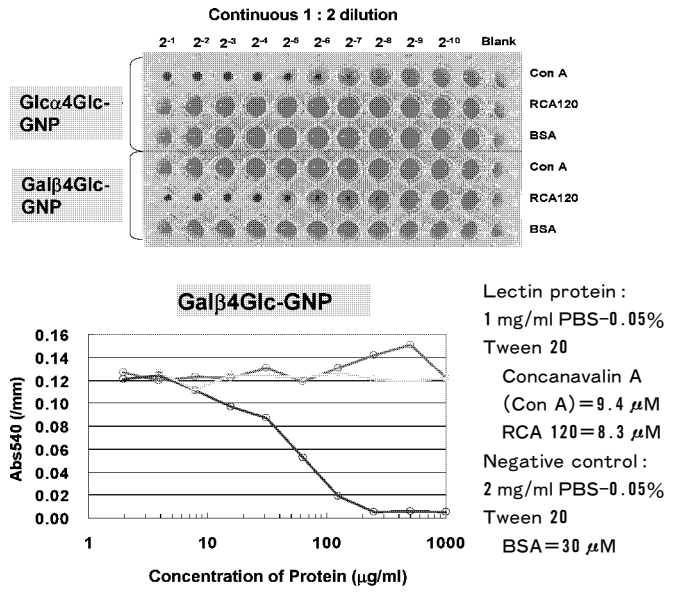 Continuous 1 : 2 dilution
2-1 2-2 2-3 2-4 2-5 2-6 2-7 2-8 2-9 2-10 Blank
Glcα4Glc-
GNP
Con A
RCA120
BSA
Galβ4Glc-
GNP
Con A
RCA120
BSA
Galβ4Glc-GNP
Abs540 (/mm)
0.16
0.14
0.12
0.10
0.08
0.06
0.04
0.02
0.00
1 10 100 1000
Concentration of Protein (μg/ml)
Lectin protein :
1 mg/ml PBS-0.05%
Tween 20
Concanavalin A
(Con A)=9.4 μM
RCA 120=8.3 μM
Negative control :
2 mg/ml PBS-0.05%
Tween 20
BSA=30 μM